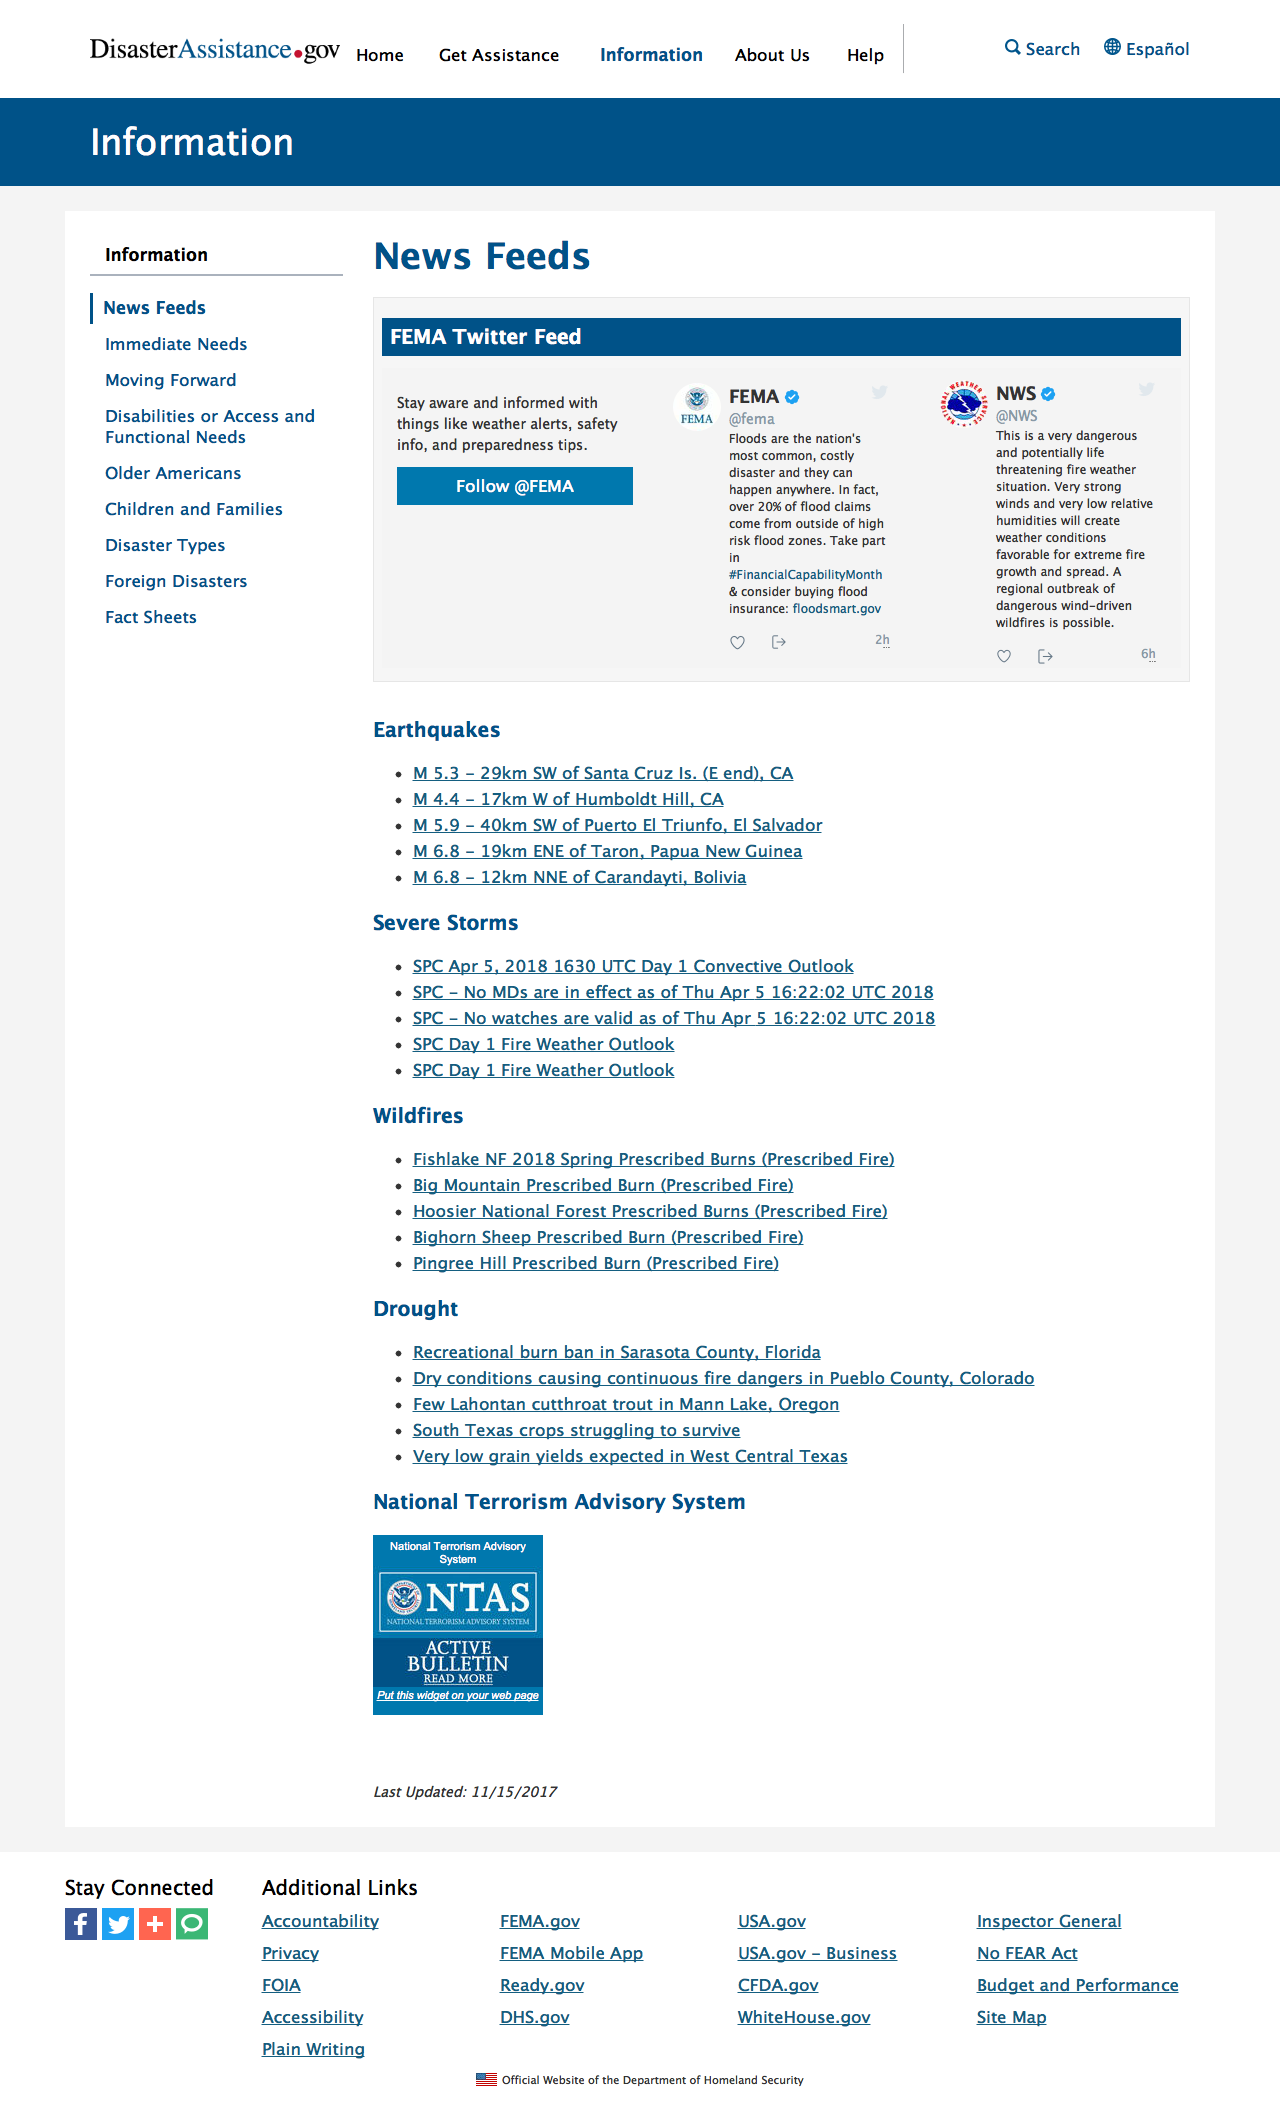 DisasterAssistance.gov Home Get Assistance Information About Us Help Search Español
Information
Information
News Feeds
Immediate Needs
Moving Forward
Disabilities or Access and
Functional Needs
Older Americans
Children and Families
Disaster Types
Foreign Disasters
Fact Sheets
News Feeds
FEMA Twitter Feed
Stay aware and informed with
things like weather alerts, safety
info, and preparedness tips.
Follow @FEMA
FEMA
FEMA
@fema
Floods are the nation's
most common, costly
disaster and they can
happen anywhere. In fact,
over 20% of flood claims
come from outside of high
risk flood zones. Take part
in
#FinancialCapabilityMonth
& consider buying flood
insurance: floodsmart.gov
2h
NWS
@NWS
This is a very dangerous
and potentially life
threatening fire weather
situation. Very strong
winds and very low relative
humidities will create
weather conditions
favorable for extreme fire
growth and spread. A
regional outbreak of
dangerous wind-driven
wildfires is possible.
6h
Earthquakes
M 5.3 - 29km SW of Santa Cruz Is. (E end), CA
M 4.4 - 17km W of Humboldt Hill, CA
M 5.9 - 40km SW of Puerto El Triunfo, El Salvador
M 6.8 - 19km ENE of Taron, Papua New Guinea
M 6.8 - 12km NNE of Carandayti, Bolivia
Severe Storms
SPC Apr 5, 2018 1630 UTC Day 1 Convective Outlook
SPC - No MDs are in effect as of Thu Apr 5 16:22:02 UTC 2018
SPC - No watches are valid as of Thu Apr 5 16:22:02 UTC 2018
SPC Day 1 Fire Weather Outlook
SPC Day 1 Fire Weather Outlook
Wildfires
Fishlake NF 2018 Spring Prescribed Burns (Prescribed Fire)
Big Mountain Prescribed Burn (Prescribed Fire)
Hoosier National Forest Prescribed Burns (Prescribed Fire)
Bighorn Sheep Prescribed Burn (Prescribed Fire)
Pingree Hill Prescribed Burn (Prescribed Fire)
Drought
Recreational burn ban in Sarasota County, Florida
Dry conditions causing continuous fire dangers in Pueblo County, Colorado
Few Lahontan cutthroat trout in Mann Lake, Oregon
South Texas crops struggling to survive
Very low grain yields expected in West Central Texas
National Terrorism Advisory System
National Terrorism Advisory
System
NTAS
NATIONAL TERRORISM ADVISORY SYSTEM
ACTIVE
BULLETIN
READ MORE
Put this widget on your web page
Last Updated: 11/15/2017
Stay Connected
Additional Links
Accountability FEMA.gov USA.gov Inspector General
Privacy FEMA Mobile App USA.gov - Business No FEAR Act
FOIA Ready.gov CFDA.gov Budget and Performance
Accessibility DHS.gov WhiteHouse.gov Site Map
Plain Writing
Official Website of the Department of Homeland Security